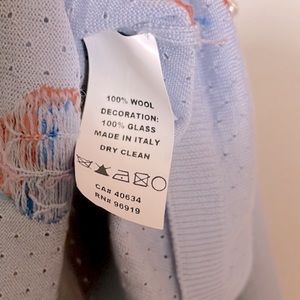 100% WOOL
DECORATION:
100% GLASS
MADE IN ITALY
DRY CLEAN
CA# 40634
RN# 96919